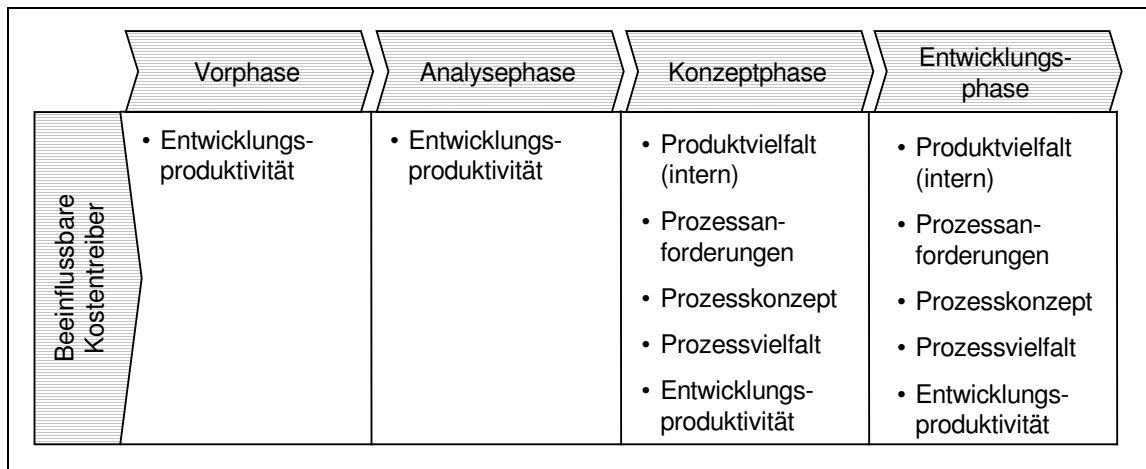 Vorphase
Analysephase
Konzeptphase
Entwicklungs-
phase
Beeinflussbare
Kostentreiber
• Entwicklungs-
produktivität
• Entwicklungs-
produktivität
• Produktvielfalt
(intern)
• Prozessan-
forderungen
• Prozesskonzept
• Prozessvielfalt
• Entwicklungs-
produktivität
• Produktvielfalt
(intern)
• Prozessan-
forderungen
• Prozesskonzept
• Prozessvielfalt
• Entwicklungs-
produktivität